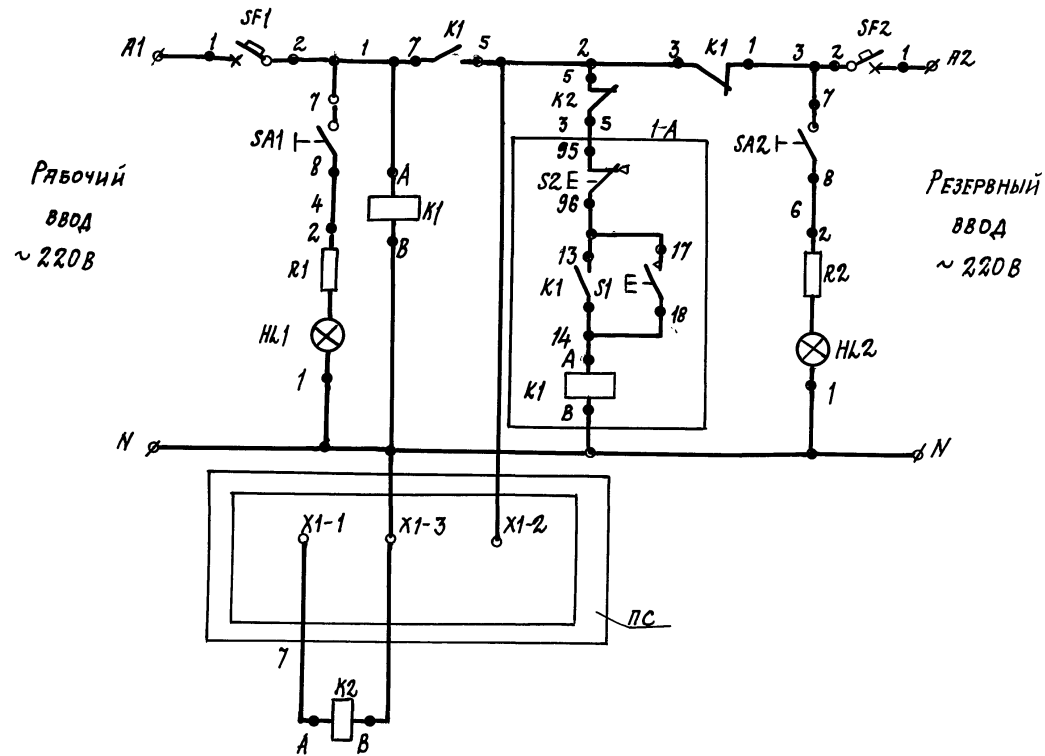 SF1
A1 1 2 1 7 K1 5 2 3 K1 1 3 2 SF2 1 A2
7 5 7
K2
3 5 1-А
SA1 95 SA2
8 S2 96 8
Рабочий
ввод
~ 220 В
4 A K1 6
2 B 2
13 17
R1 K1 S1 R2
18
HL1 14 HL2
A
1 K1 1
B
Резервный
ввод
~ 220 В
N N
X1-1 X1-3 X1-2
ПС
7
K2
A B